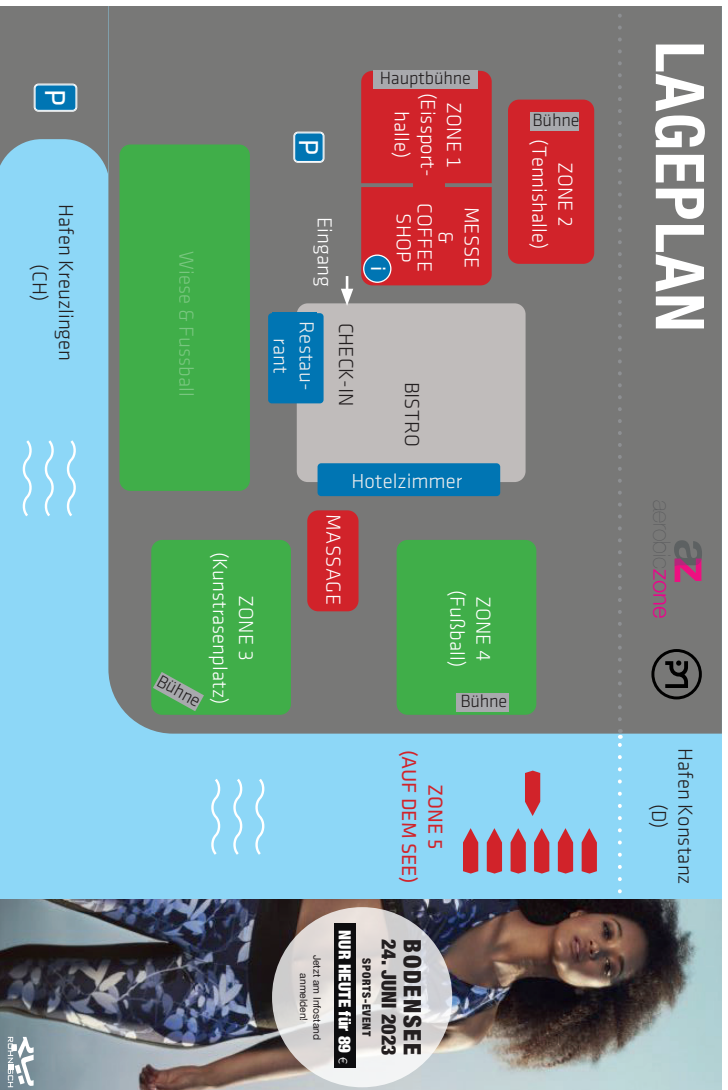 LAGEPLAN
az
aerobiczone
Hafen Konstanz
(D)
Bühne
ZONE 2
(Tennishalle)
Hauptbühne
ZONE 1
(Eissport-
halle)
MESSE
&
COFFEE
SHOP
i
P
Eingang
CHECK-IN
BISTRO
Restau-
rant
Hotelzimmer
MASSAGE
ZONE 4
(Fußball)
Bühne
ZONE 3
(Kunstrasenplatz)
Bühne
ZONE 5
(AUF DEM SEE)
Wiese & Fussball
P
Hafen Kreuzlingen
(CH)
BODENSEE
24. JUNI 2023
SPORTS-EVENT
NUR HEUTE für 89 €
Jetzt am Infostand
anmelden!
RÖHNISCH